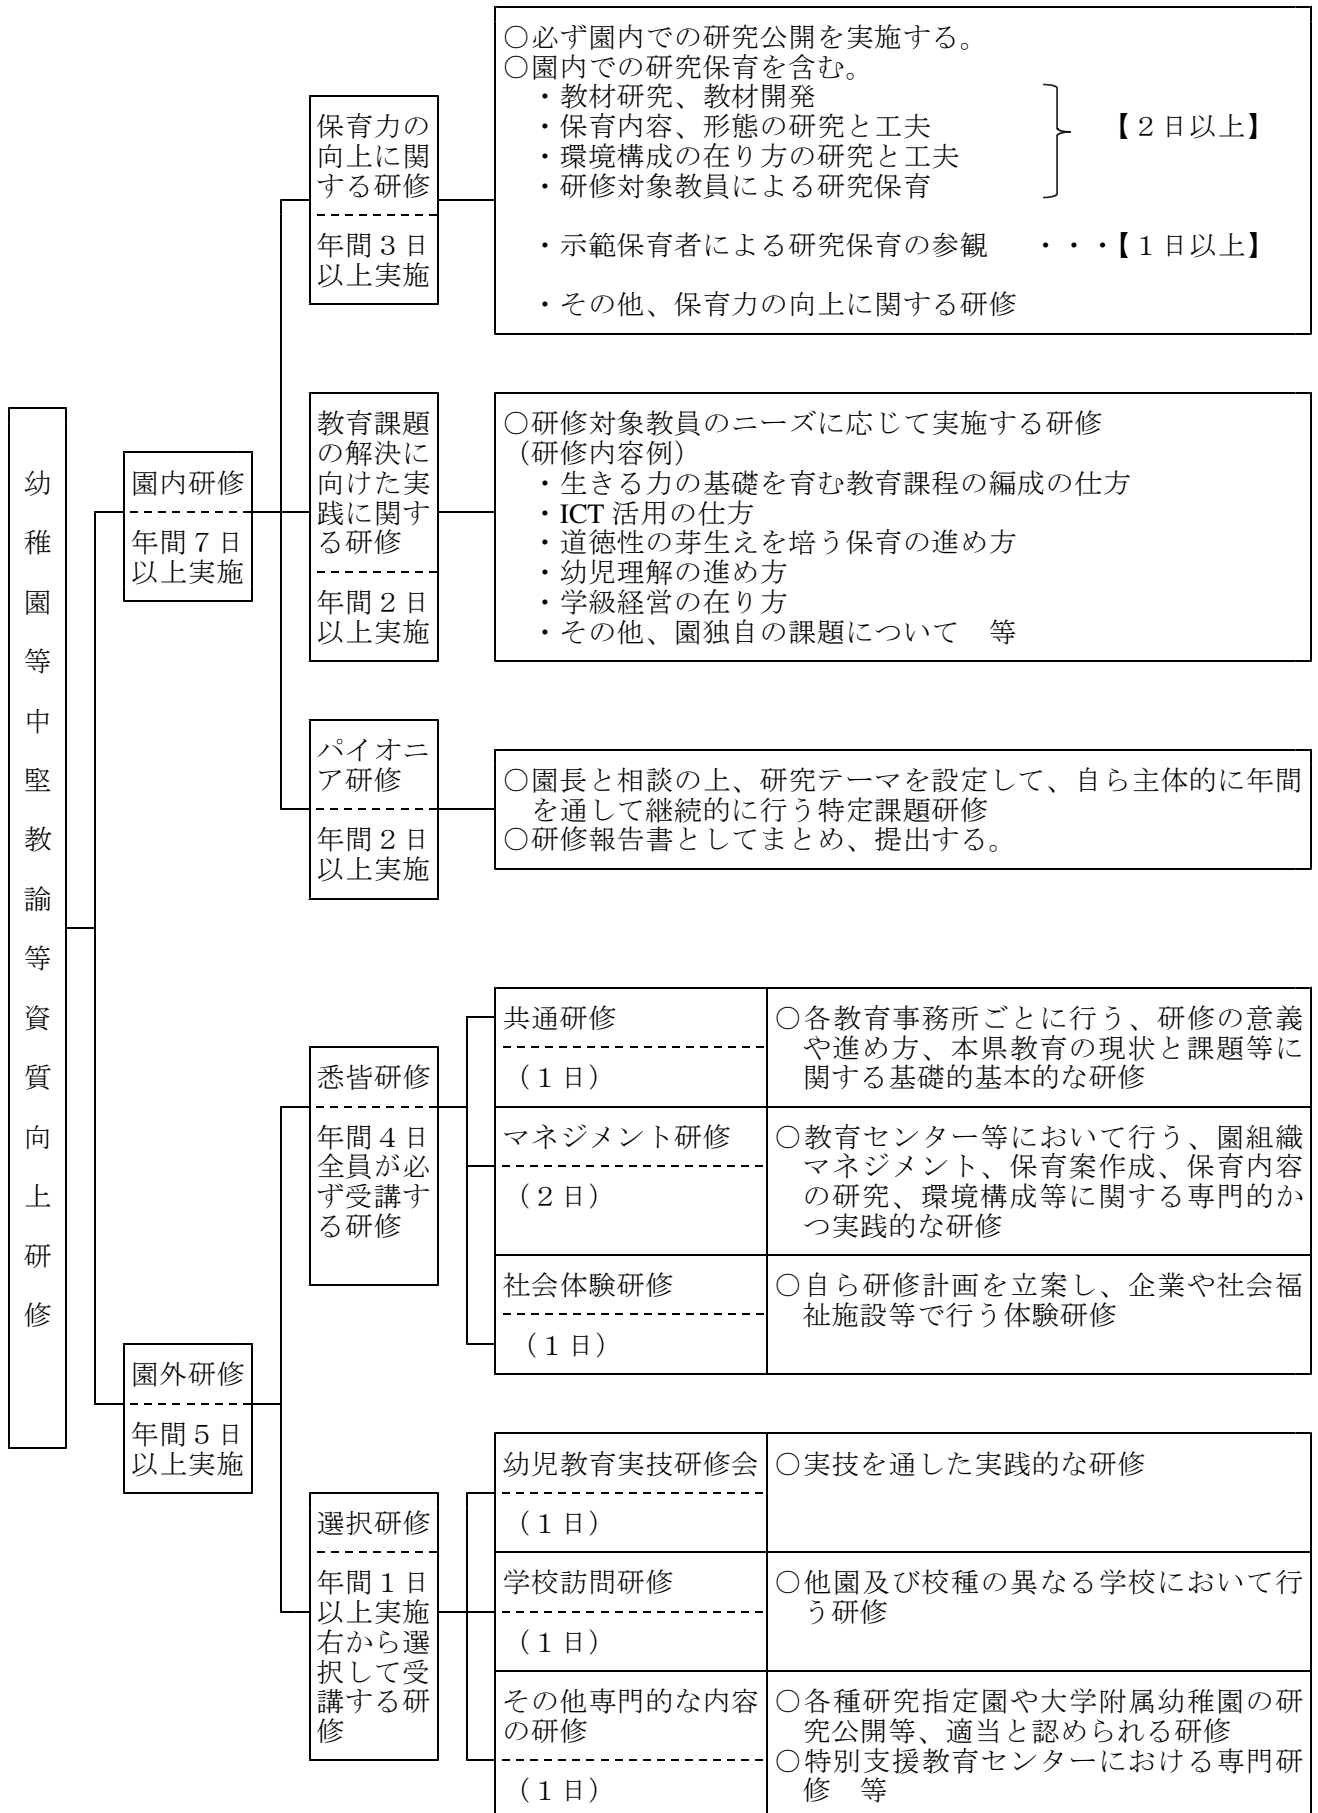 幼稚園等中堅教諭等資質向上研修
園内研修
年間７日
以上実施
保育力の
向上に関
する研修
年間３日
以上実施
○必ず園内での研究公開を実施する。
○園内での研究保育を含む。
・教材研究、教材開発
・保育内容、形態の研究と工夫
【２日以上】
・環境構成の在り方の研究と工夫
・研修対象教員による研究保育
・示範保育者による研究保育の参観　・・・【１日以上】
・その他、保育力の向上に関する研修
教育課題
の解決に
向けた実
践に関す
る研修
年間２日
以上実施
○研修対象教員のニーズに応じて実施する研修
（研修内容例）
・生きる力の基礎を育む教育課程の編成の仕方
・ICT 活用の仕方
・道徳性の芽生えを培う保育の進め方
・幼児理解の進め方
・学級経営の在り方
・その他、園独自の課題について　等
パイオニ
ア研修
年間２日
以上実施
○園長と相談の上、研究テーマを設定して、自ら主体的に年間
を通して継続的に行う特定課題研修
○研修報告書としてまとめ、提出する。
園外研修
年間５日
以上実施
悉皆研修
年間４日
全員が必
ず受講す
る研修
共通研修
（１日）
○各教育事務所ごとに行う、研修の意義
や進め方、本県教育の現状と課題等に
関する基礎的基本的な研修
マネジメント研修
（２日）
○教育センター等において行う、園組織
マネジメント、保育案作成、保育内容
の研究、環境構成等に関する専門的か
つ実践的な研修
社会体験研修
（１日）
○自ら研修計画を立案し、企業や社会福
祉施設等で行う体験研修
選択研修
年間１日
以上実施
右から選
択して受
講する研
修
幼児教育実技研修会
（１日）
○実技を通した実践的な研修
学校訪問研修
（１日）
○他園及び校種の異なる学校において行
う研修
その他専門的な内容
の研修
（１日）
○各種研究指定園や大学附属幼稚園の研
究公開等、適当と認められる研修
○特別支援教育センターにおける専門研
修　等